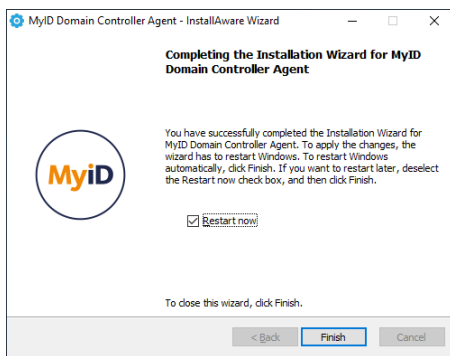 MyID Domain Controller Agent - InstallAware Wizard
Completing the Installation Wizard for MyID
Domain Controller Agent
You have successfully completed the Installation Wizard for
MyID Domain Controller Agent. To apply the changes, the
wizard has to restart Windows. To restart Windows
automatically, click Finish. If you want to restart later, deselect
the Restart now check box, and then click Finish.
MyiD
Restart now
To close this wizard, click Finish.
< Back Finish Cancel